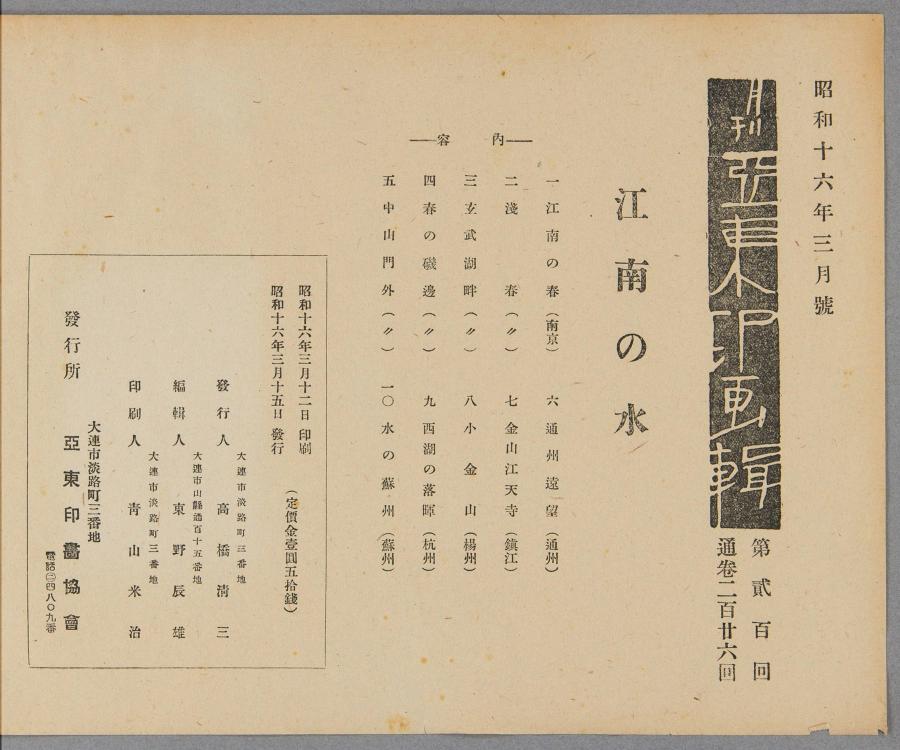 昭和十六年三月號
月刊亞東印画輯
第貳百回
通卷二百廿六回
江南の水
——內容——
一 江南の春（南京）
二 淺春（〃）
三 玄武湖畔（〃）
四 春の磯邊（〃）
五 中山門外（〃）
六 通州遠望（通州）
七 金山江天寺（鎭江）
八 小金山（楊州）
九 西湖の落暉（杭州）
一〇 水の蘇州（蘇州）
昭和十六年三月十二日 印刷
昭和十六年三月十五日 發行
（定價金壹圓五拾錢）
大連市淡路町三番地
發行人 高橋淸三
大連市山縣通百十五番地
編輯人 東野辰雄
大連市淡路町三番地
印刷人 靑山米治
大連市淡路町三番地
發行所 亞東印畫協會
電話②四八〇九番